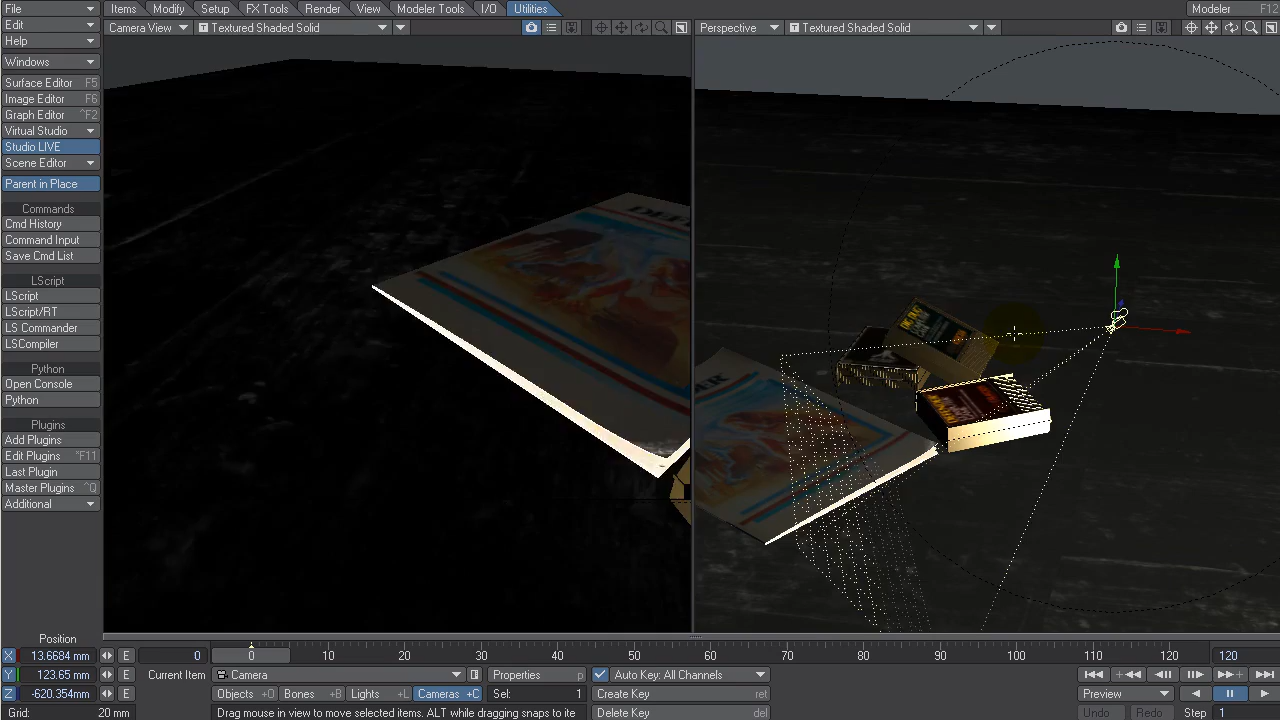 File Items Modify Setup FX Tools Render View Modeler Tools I/O Utilities Modeler F12
Edit Camera View Textured Shaded Solid Perspective Textured Shaded Solid
Help
Windows
Surface Editor F5
Image Editor F6
Graph Editor ^F2
Virtual Studio
Studio LIVE
Scene Editor
Parent in Place
Commands
Cmd History
Command Input
Save Cmd List
LScript
LScript
LScript/RT
LS Commander
LSCompiler
Python
Open Console
Python
Plugins
Add Plugins
Edit Plugins ^F11
Last Plugin
Master Plugins ^Q
Additional
Position
X 13.6684 mm E 0 0 10 20 30 40 50 60 70 80 90 100 110 120 120
Y 123.65 mm E Current Item Camera Properties p Auto Key: All Channels
Z -620.354mm E Objects +O Bones +B Lights +L Cameras +C Sel: 1 Create Key ret Preview
Grid: 20 mm Drag mouse in view to move selected items. ALT while dragging snaps to ite Delete Key del Undo Redo Step 1